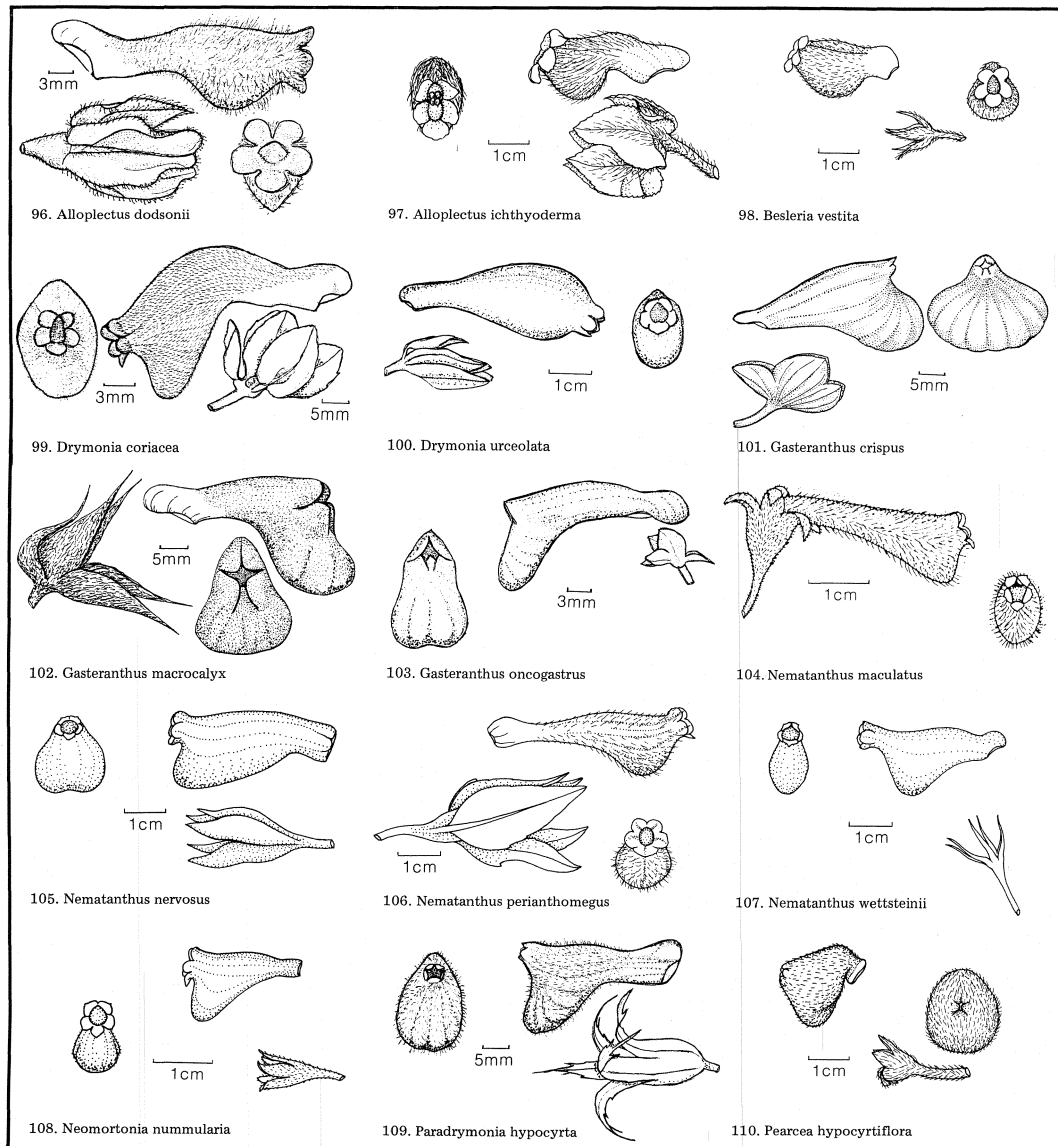 3mm
1cm
1cm
96. Alloplectus dodsonii
97. Alloplectus ichthyoderma
98. Besleria vestita
3mm
5mm
1cm
5mm
99. Drymonia coriacea
100. Drymonia urceolata
101. Gasteranthus crispus
5mm
3mm
1cm
102. Gasteranthus macrocalyx
103. Gasteranthus oncogastrus
104. Nematanthus maculatus
1cm
1cm
1cm
105. Nematanthus nervosus
106. Nematanthus perianthomegus
107. Nematanthus wettsteinii
1cm
5mm
1cm
108. Neomortonia nummularia
109. Paradrymonia hypocyrta
110. Pearcea hypocyrtiflora